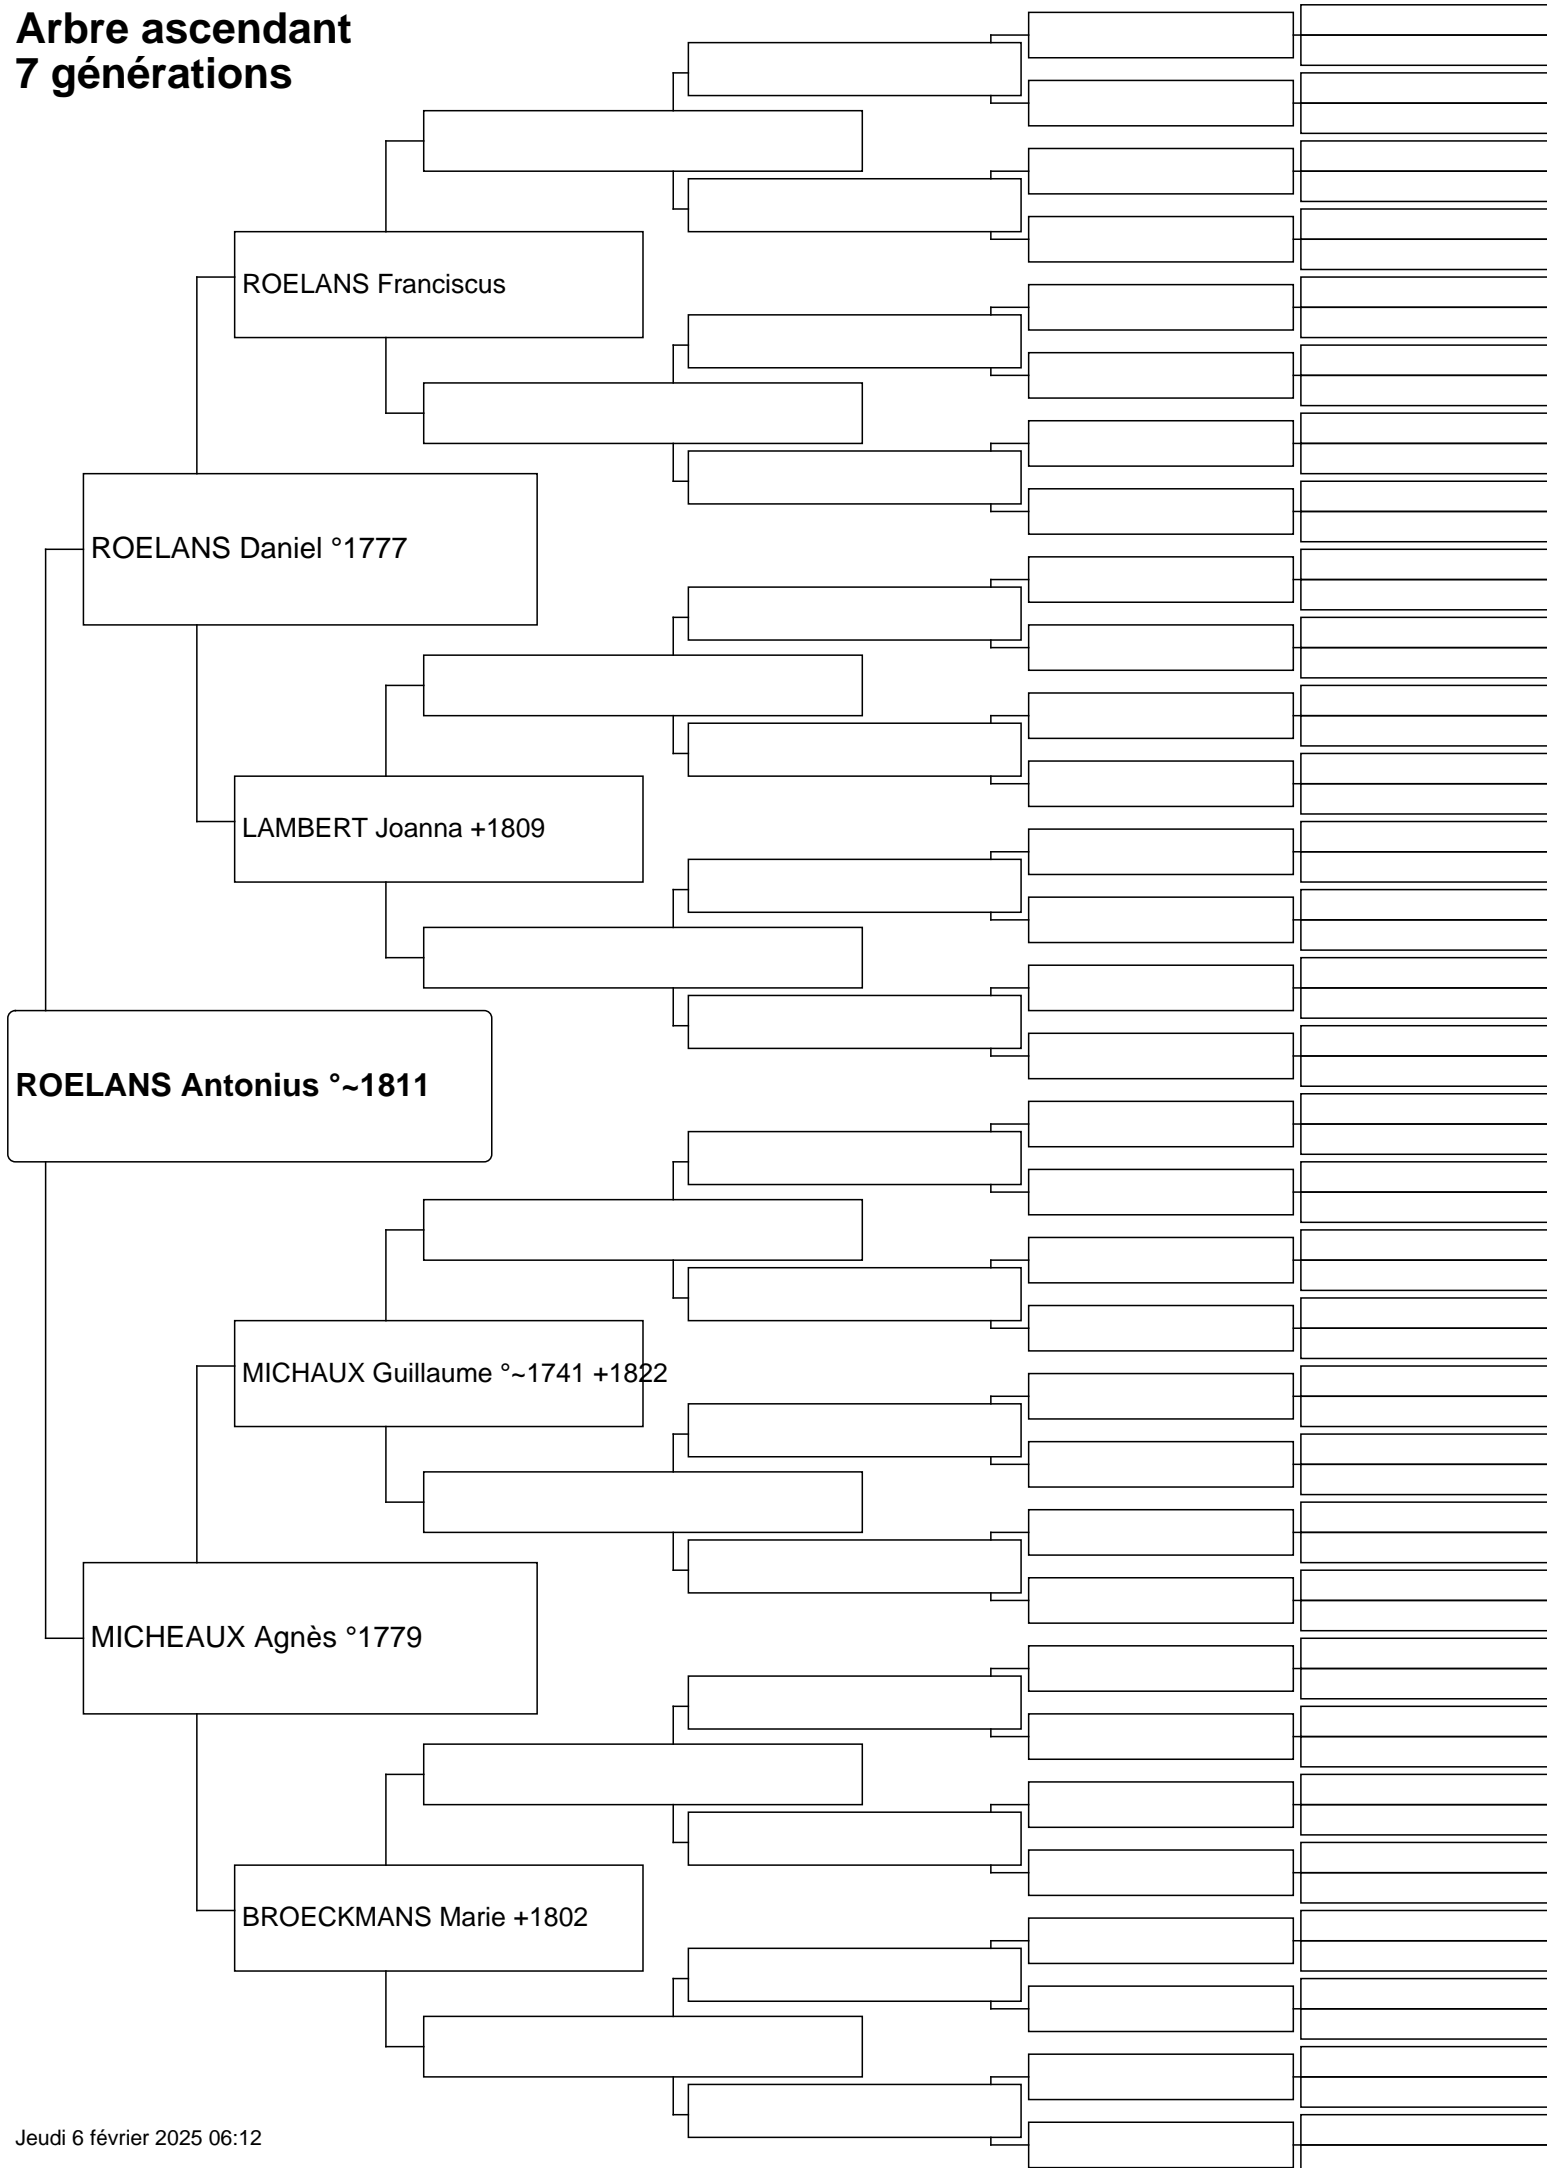 Arbre ascendant
7 générations
ROELANS Franciscus
ROELANS Daniel °1777
LAMBERT Joanna +1809
ROELANS Antonius °~1811
MICHAUX Guillaume °~1741 +1822
MICHEAUX Agnès °1779
BROECKMANS Marie +1802
Jeudi 6 février 2025 06:12